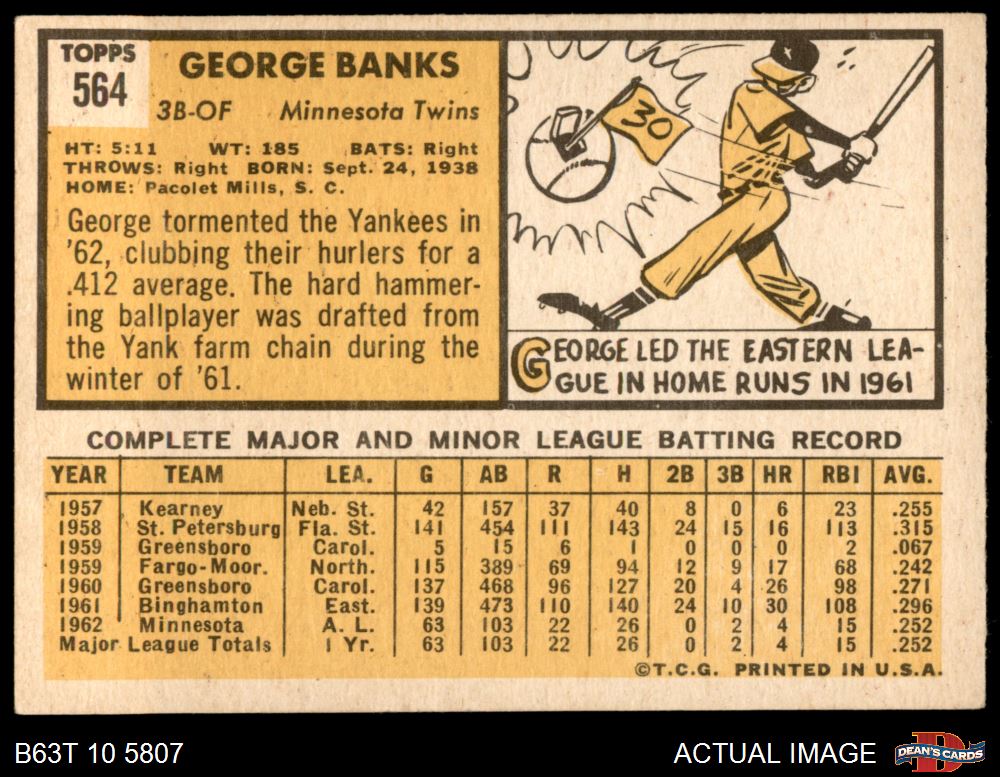 TOPPS
564
GEORGE BANKS
3B-OF Minnesota Twins
HT: 5:11 WT: 185 BATS: Right
THROWS: Right BORN: Sept. 24, 1938
HOME: Pacolet Mills, S. C.
George tormented the Yankees in
'62, clubbing their hurlers for a
.412 average. The hard hammer-
ing ballplayer was drafted from
the Yank farm chain during the
winter of '61.
30
GEORGE LED THE EASTERN LEA-
GUE IN HOME RUNS IN 1961
COMPLETE MAJOR AND MINOR LEAGUE BATTING RECORD
YEAR TEAM LEA. G AB R H 2B 3B HR RBI AVG.
1957 Kearney Neb. St. 42 157 37 40 8 0 6 23 .255
1958 St. Petersburg Fla. St. 141 454 111 143 24 15 16 113 .315
1959 Greensboro Carol. 5 15 6 1 0 0 0 2 .067
1959 Fargo-Moor. North. 115 389 69 94 12 9 17 68 .242
1960 Greensboro Carol. 137 468 96 127 20 4 26 98 .271
1961 Binghamton East. 139 473 110 140 24 10 30 108 .296
1962 Minnesota A. L. 63 103 22 26 0 2 4 15 .252
Major League Totals 1 Yr. 63 103 22 26 0 2 4 15 .252
©T.C.G. PRINTED IN U.S.A.
B63T 10 5807
ACTUAL IMAGE
D
DEAN'S CARDS